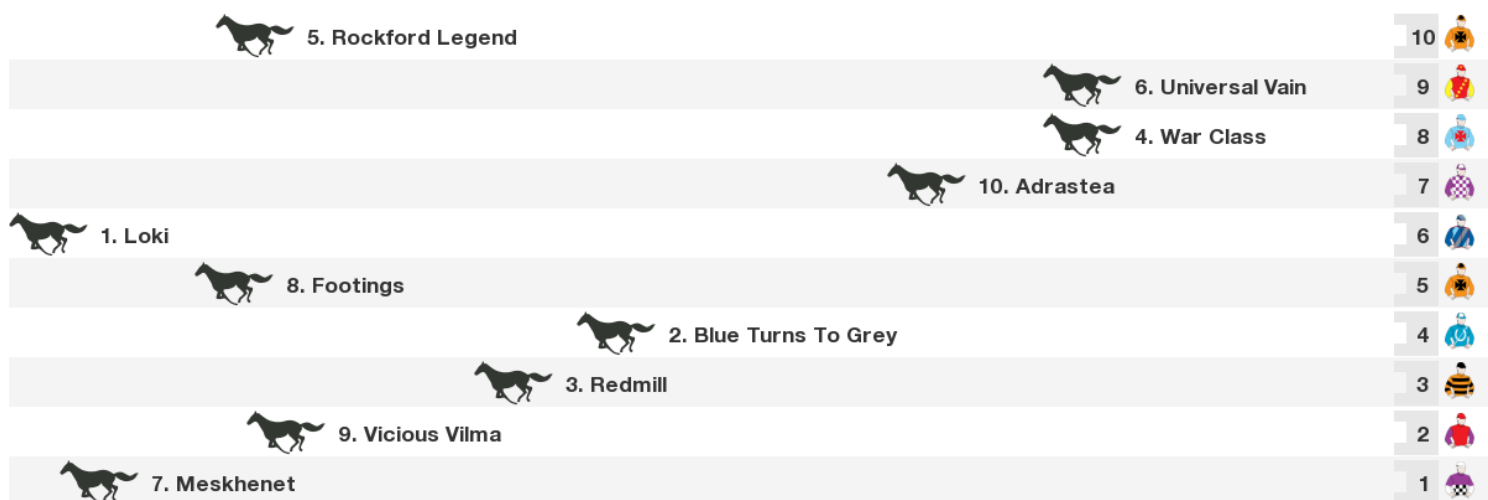 5. Rockford Legend 10
6. Universal Vain 9
4. War Class 8
10. Adrastea 7
1. Loki 6
8. Footings 5
2. Blue Turns To Grey 4
3. Redmill 3
9. Vicious Vilma 2
7. Meskhenet 1